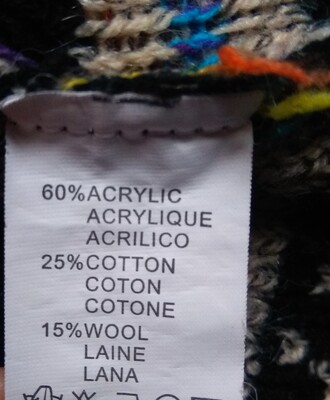 60%ACRYLIC
ACRYLIQUE
ACRILICO
25%COTTON
COTON
COTONE
15%WOOL
LAINE
LANA